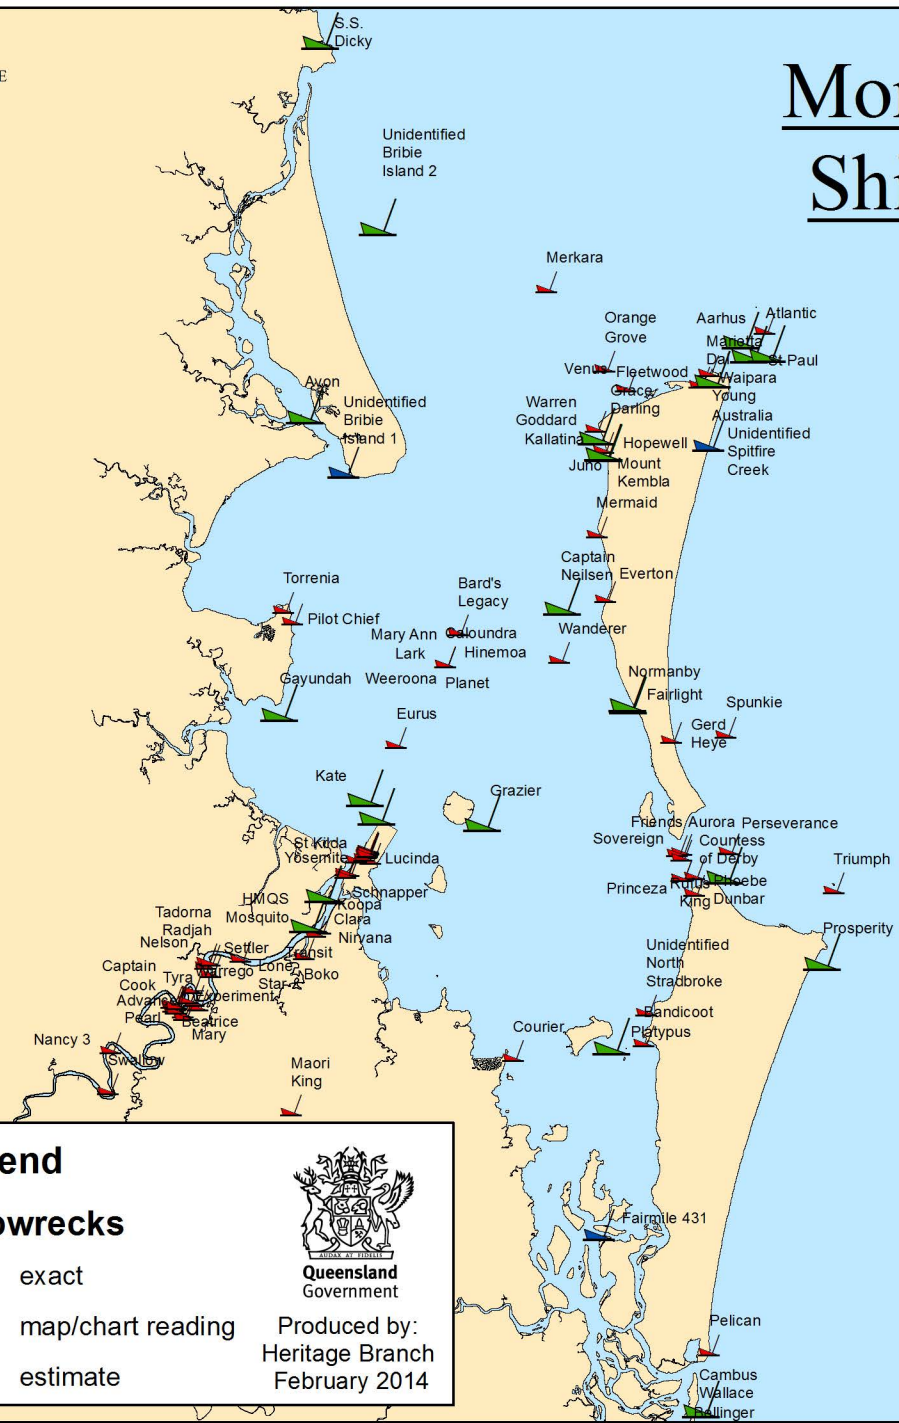 S.S.
Dicky
E
Mo
Sh
Unidentified
Bribie
Island 2
Merkara
Orange
Grove
Aarhus
Atlantic
Marietta
Dal
St Paul
Venus
Fleetwood
Waipara
Grace
Darling
Young
Australia
Avon
Unidentified
Bribie
Island 1
Warren
Goddard
Kallatina
Hopewell
Unidentified
Spitfire
Creek
Juno
Mount
Kembla
Mermaid
Captain
Neilsen
Everton
Torrenia
Bard's
Legacy
Pilot Chief
Mary Ann
Caloundra
Wanderer
Lark
Hinemoa
Gayundah
Weeroona
Planet
Normanby
Fairlight
Spunkie
Eurus
Gerd
Heye
Kate
Grazier
Friends
Aurora
Perseverance
Sovereign
Countess
of Derby
St Kilda
Yosemite
Lucinda
Triumph
Princeza
Rufus
King
Phoebe
Dunbar
HMQS
Mosquito
Schnapper
Koopa
Clara
Nirvana
Tadorna
Radjah
Prosperity
Nelson
Settler
Transit
Unidentified
North
Stradbroke
Captain
Cook
Tyra
Warrego
Lone
Star 2
Boko
Advance
Experiment
Bandicoot
Pearl
Beatrice
Mary
Courier
Platypus
Nancy 3
Swallow
Maori
King
end
owrecks
exact
map/chart reading
estimate
AUDAX AT FIDELIS
Queensland
Government
Produced by:
Heritage Branch
February 2014
Fairmile 431
Pelican
Cambus
Wallace
Bollinger